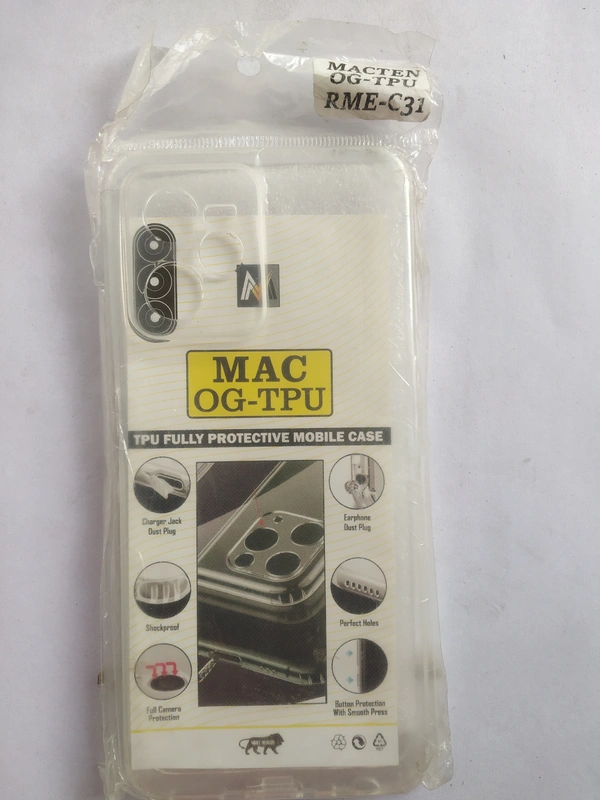 MACTEN
OG-TPU
RME-C31
MAC
OG-TPU
TPU FULLY PROTECTIVE MOBILE CASE
Charger Jack
Dust Plug
Earphone
Dust Plug
Shockproof
Perfect Holes
Full Camera
Protection
Button Protection
With Smooth Press